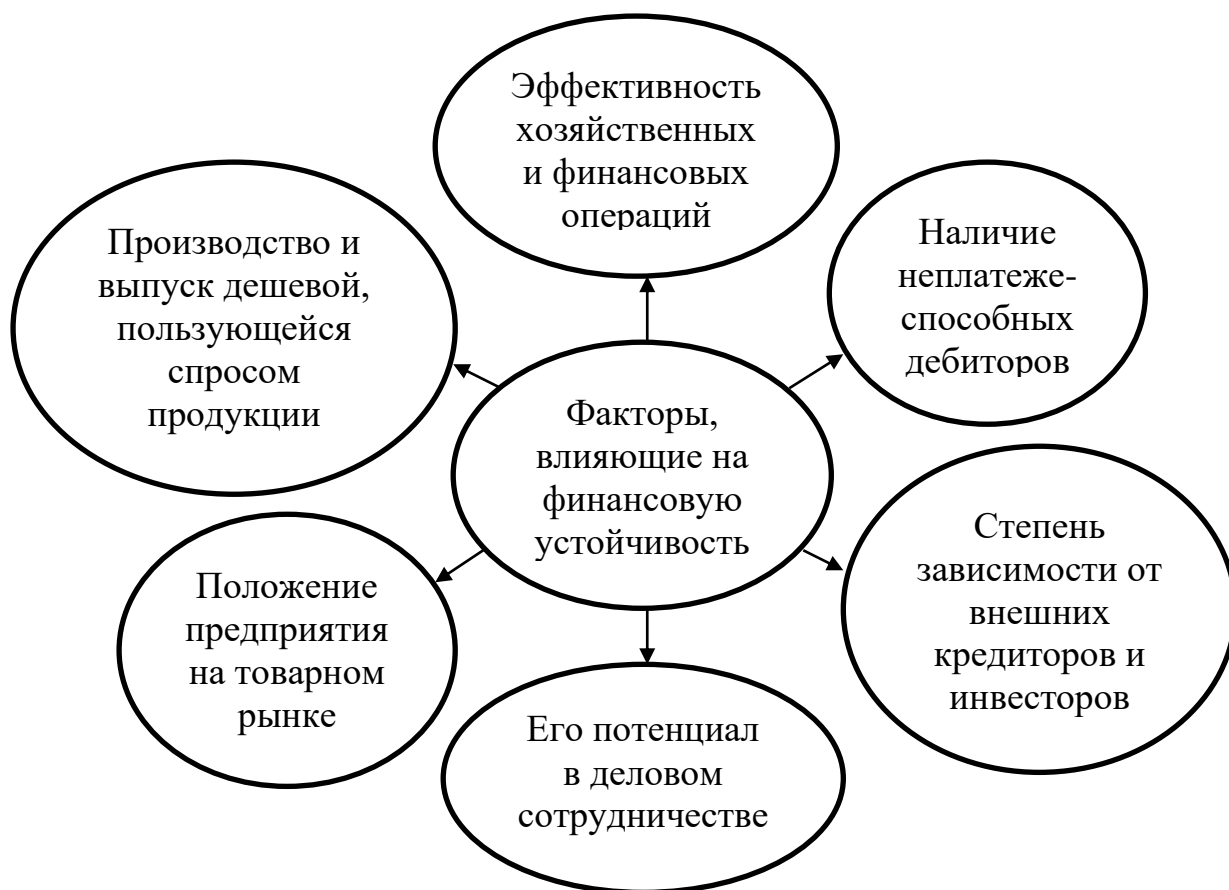 Эффективность
хозяйственных
и финансовых
операций
Производство и
выпуск дешевой,
пользующейся
спросом
продукции
Наличие
неплатеже-
способных
дебиторов
Факторы,
влияющие на
финансовую
устойчивость
Положение
предприятия
на товарном
рынке
Степень
зависимости от
внешних
кредиторов и
инвесторов
Его потенциал
в деловом
сотрудничестве